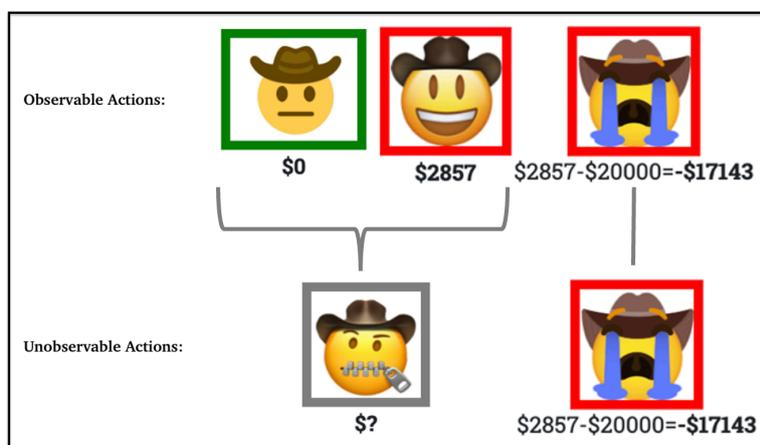 Observable Actions:
$0
$2857
$2857-$20000=-$17143
Unobservable Actions:
$?
$2857-$20000=-$17143